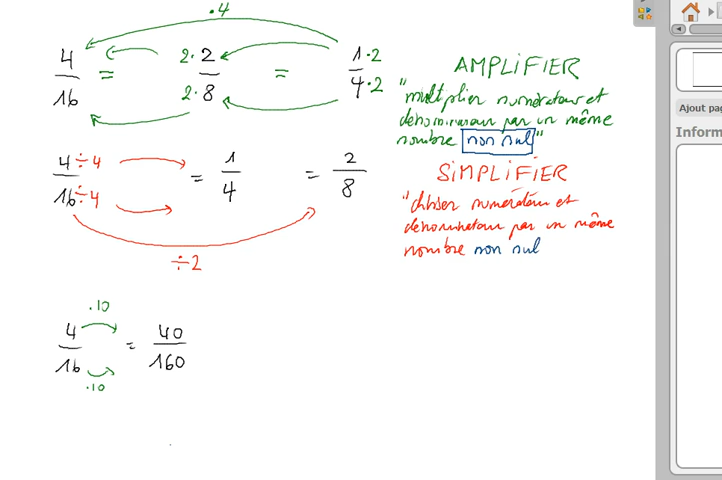 .4
4/16 = 2.2/2.8 = 1.2/4.2
AMPLIFIER
"multiplier numérateur et
dénominateur par un même
nombre non nul"
4÷4/16÷4 = 1/4 = 2/8
÷2
SIMPLIFIER
"diviser numérateur et
dénominateur par un même
nombre non nul
.10
4/16 = 40/160
.10
Ajout pag
Inform